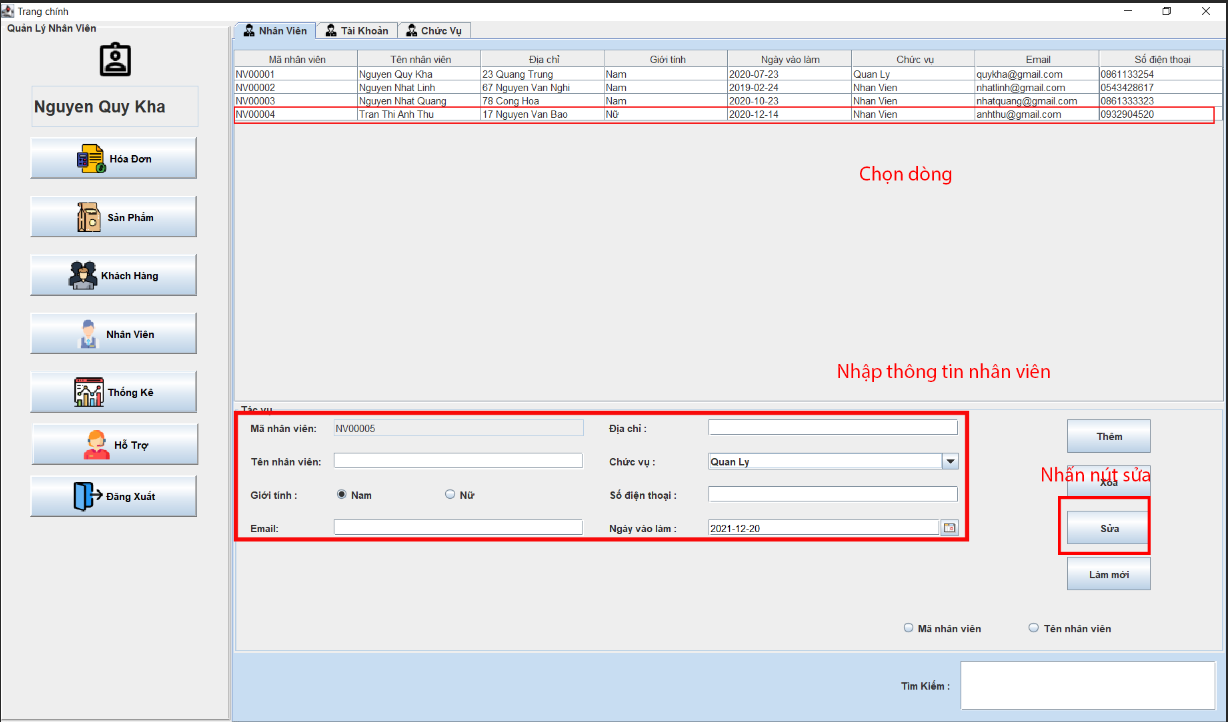 Trang chính
Quản Lý Nhân Viên
Nguyen Quy Kha
Hóa Đơn
Sản Phẩm
Khách Hàng
Nhân Viên
Thống Kê
Hỗ Trợ
Đăng Xuất
Nhân Viên Tài Khoản Chức Vụ
Mã nhân viên Tên nhân viên Địa chỉ Giới tính Ngày vào làm Chức vụ Email Số điện thoại
NV00001 Nguyen Quy Kha 23 Quang Trung Nam 2020-07-23 Quan Ly quykha@gmail.com 0861133254
NV00002 Nguyen Nhat Linh 67 Nguyen Van Nghi Nam 2019-02-24 Nhan Vien nhatlinh@gmail.com 0543428617
NV00003 Nguyen Nhat Quang 78 Cong Hoa Nam 2020-10-23 Nhan Vien nhatquang@gmail.com 0861333323
NV00004 Tran Thi Anh Thu 17 Nguyen Van Bao Nữ 2020-12-14 Nhan Vien anhthu@gmail.com 0932904520
Chọn dòng
Nhập thông tin nhân viên
Tác vụ
Mã nhân viên: NV00005 Địa chỉ :
Tên nhân viên: Chức vụ : Quan Ly
Giới tính : Nam Nữ Số điện thoại :
Email: Ngày vào làm : 2021-12-20
Thêm
Nhấn nút sửa
Xóa
Sửa
Làm mới
Mã nhân viên Tên nhân viên
Tìm Kiếm :